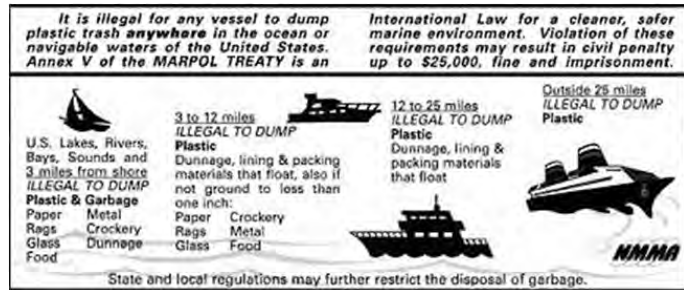 It is illegal for any vessel to dump
plastic trash anywhere in the ocean or
navigable waters of the United States.
Annex V of the MARPOL TREATY is an
International Law for a cleaner, safer
marine environment. Violation of these
requirements may result in civil penalty
up to $25,000, fine and imprisonment.
U.S. Lakes, Rivers,
Bays, Sounds and
3 miles from shore
ILLEGAL TO DUMP
Plastic & Garbage
Paper Metal
Rags Crockery
Glass Dunnage
Food
3 to 12 miles
ILLEGAL TO DUMP
Plastic
Dunnage, lining & packing
materials that float, also if
not ground to less than
one inch:
Paper Crockery
Rags Metal
Glass Food
12 to 25 miles
ILLEGAL TO DUMP
Plastic
Dunnage, lining &
packing materials
that float
Outside 25 miles
ILLEGAL TO DUMP
Plastic
NMMA
State and local regulations may further restrict the disposal of garbage.